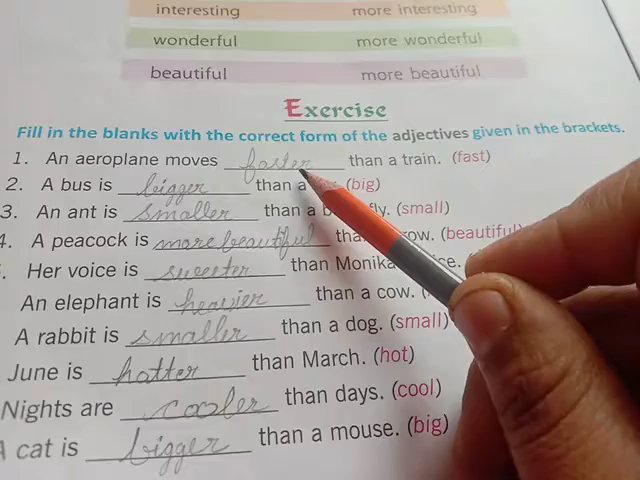 interesting more interesting
wonderful more wonderful
beautiful more beautiful
Exercise
Fill in the blanks with the correct form of the adjectives given in the brackets.
1. An aeroplane moves faster than a train. (fast)
2. A bus is bigger than a (big)
3. An ant is smaller than a fly. (small)
4. A peacock is more beautiful than (beautiful)
Her voice is sweeter than Monika
An elephant is heavier than a cow.
A rabbit is smaller than a dog. (small)
June is hotter than March. (hot)
Nights are cooler than days. (cool)
A cat is bigger than a mouse. (big)